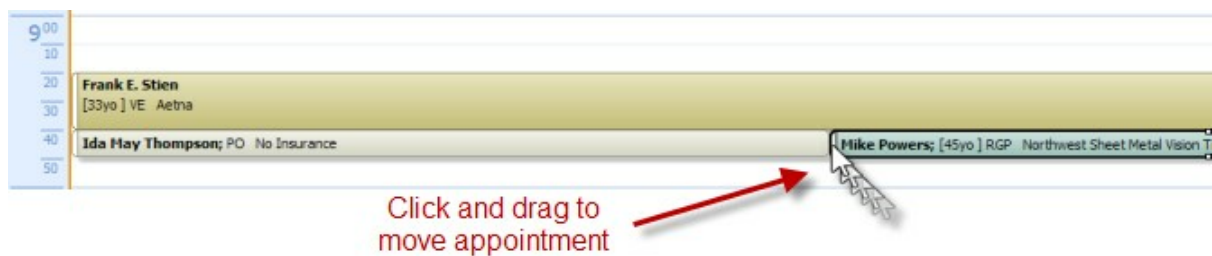 9 00
10
20
Frank E. Stien
[33yo ] VE Aetna
30
40
Ida May Thompson; PO No Insurance
Mike Powers; [45yo ] RGP Northwest Sheet Metal Vision T
50
Click and drag to
move appointment